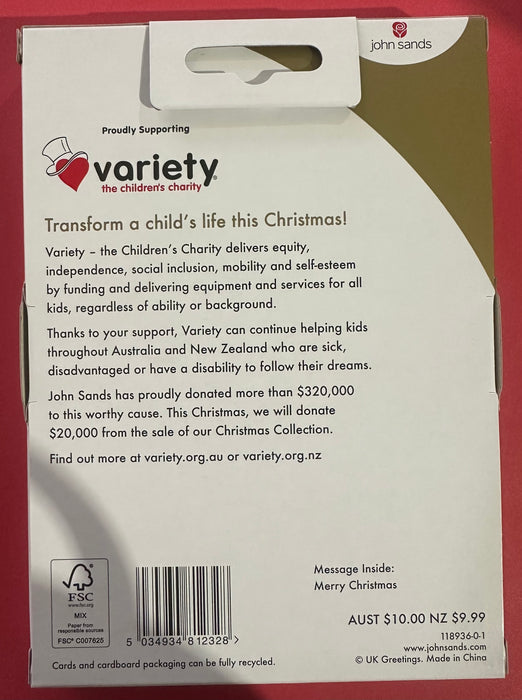 john sands
Proudly Supporting
variety®
the children's charity
Transform a child's life this Christmas!
Variety – the Children's Charity delivers equity,
independence, social inclusion, mobility and self-esteem
by funding and delivering equipment and services for all
kids, regardless of ability or background.
Thanks to your support, Variety can continue helping kids
throughout Australia and New Zealand who are sick,
disadvantaged or have a disability to follow their dreams.
John Sands has proudly donated more than $320,000
to this worthy cause. This Christmas, we will donate
$20,000 from the sale of our Christmas Collection.
Find out more at variety.org.au or variety.org.nz
FSC
www.fsc.org
MIX
Paper from
responsible sources
FSC® C007625
5 034934 812328 >
Message Inside:
Merry Christmas
AUST $10.00 NZ $9.99
118936-0-1
www.johnsands.com
© UK Greetings. Made in China
Cards and cardboard packaging can be fully recycled.